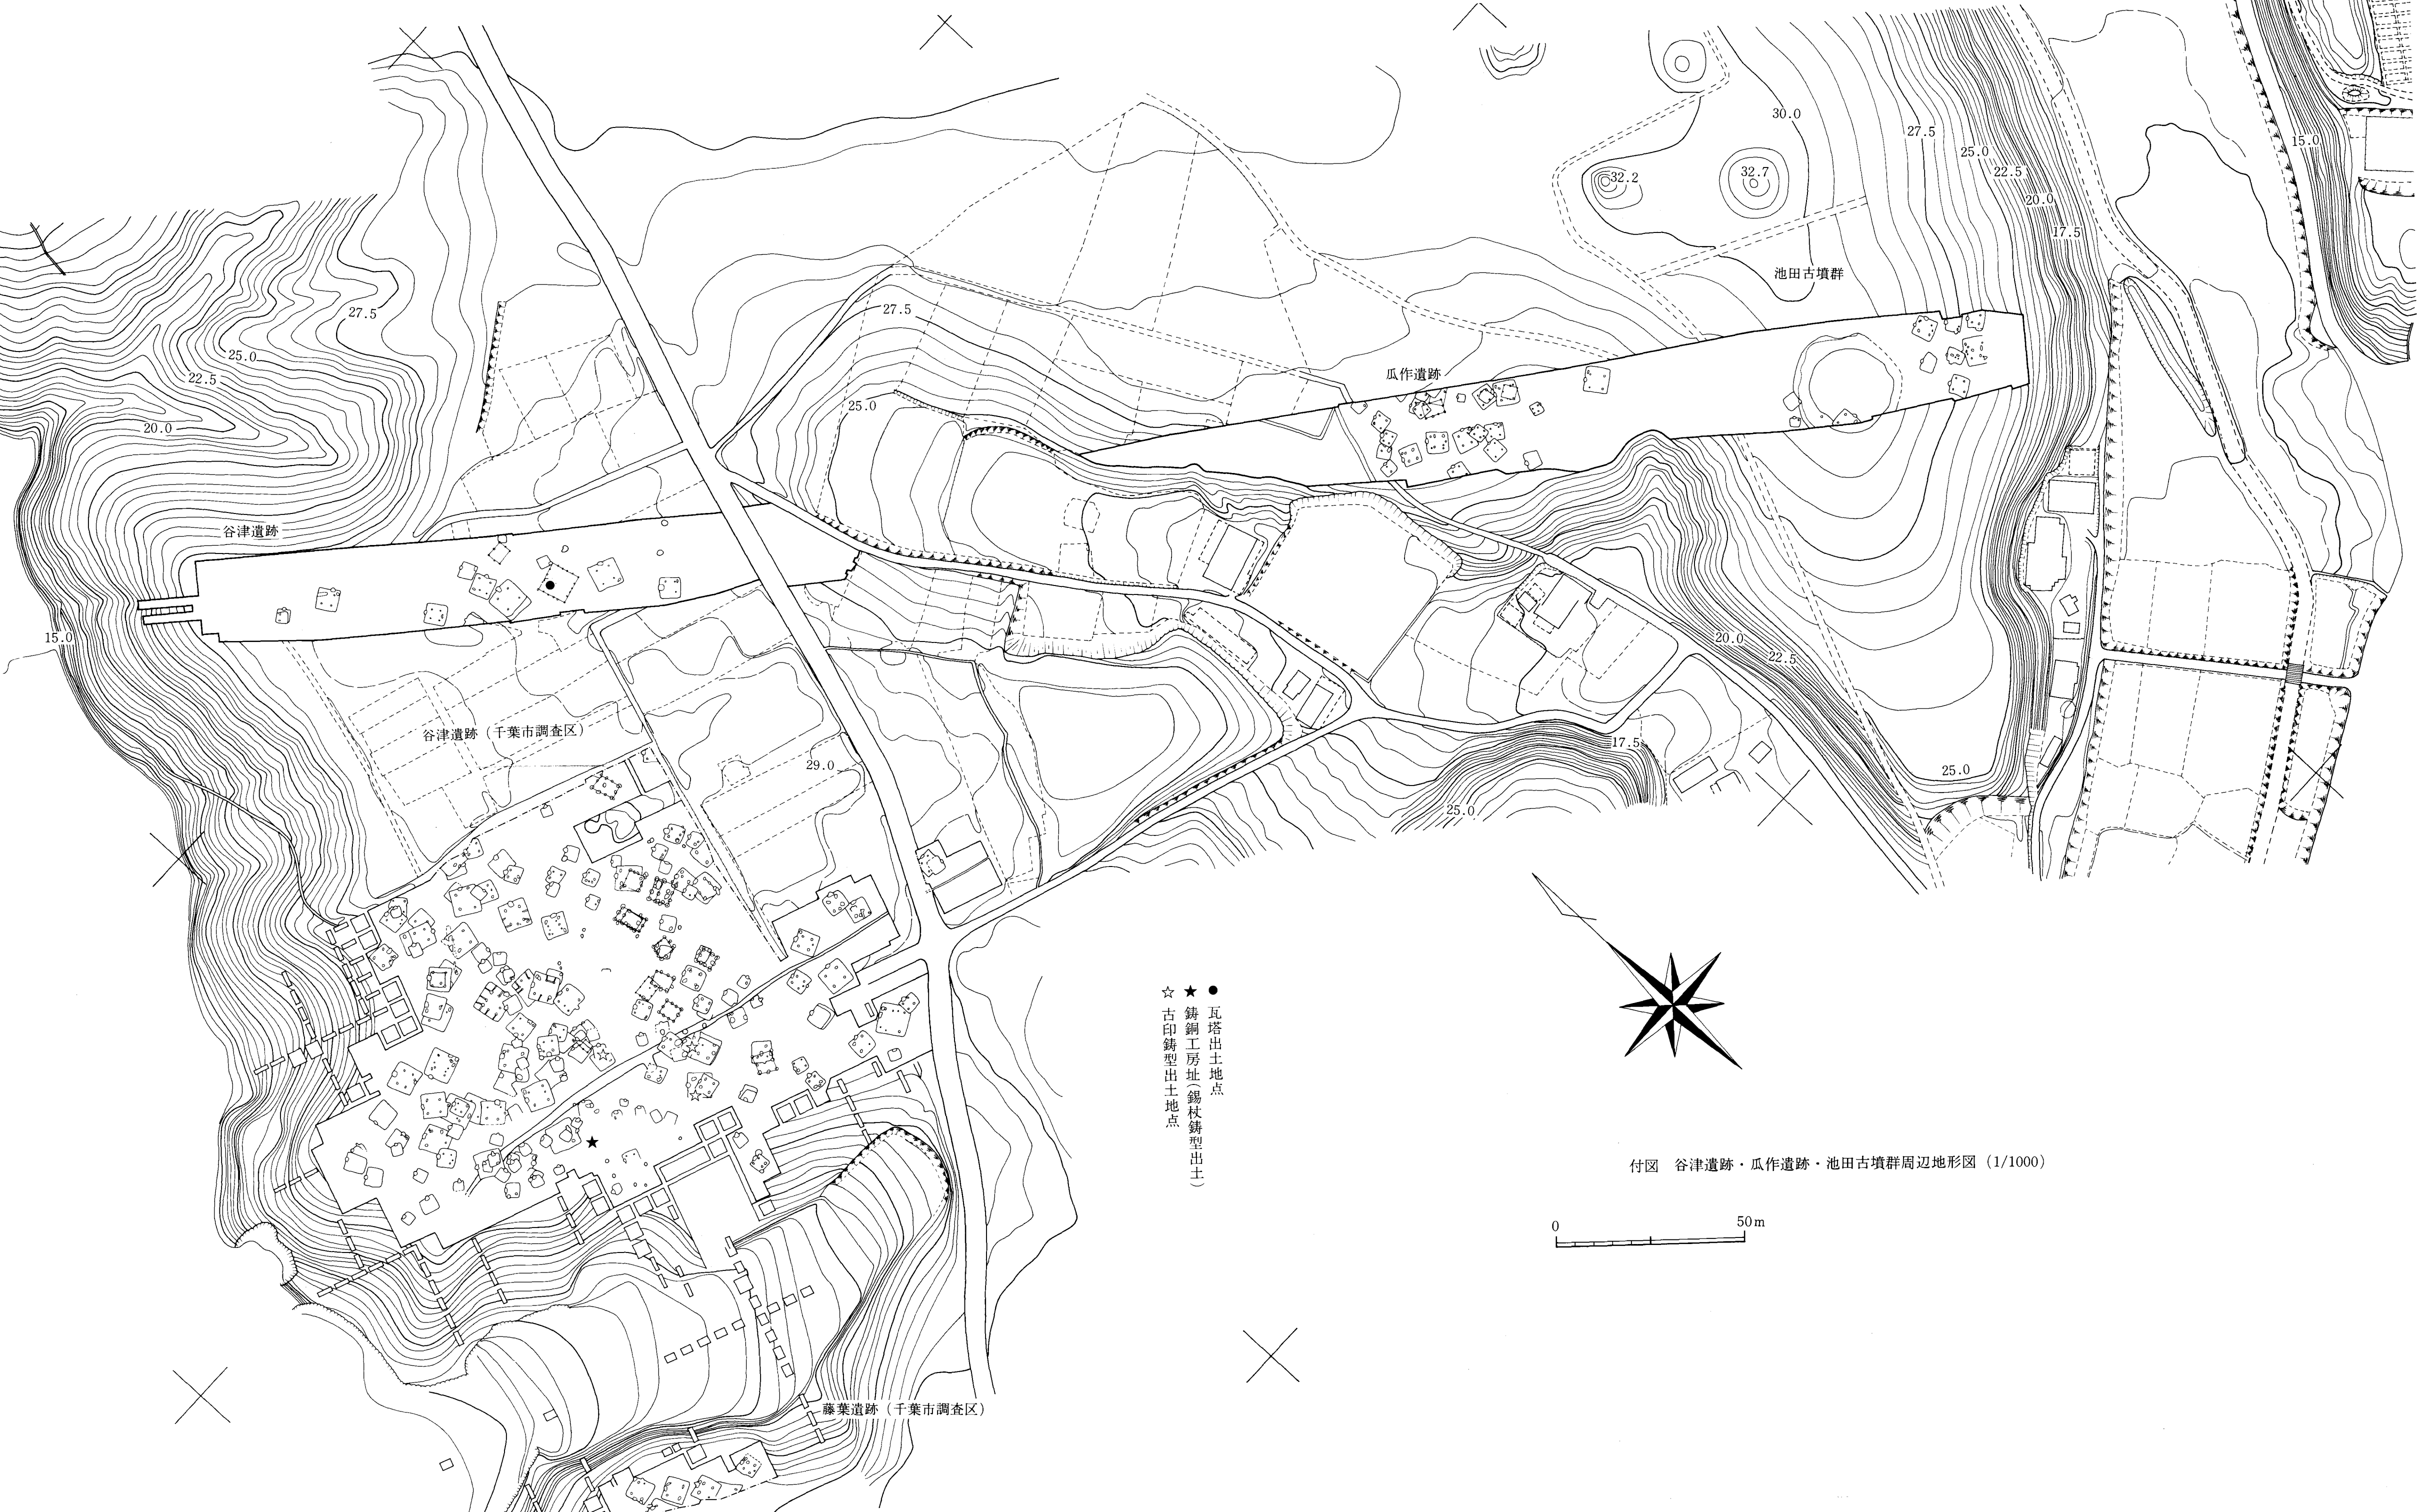 30.0
27.5
25.0
22.5
20.0
17.5
15.0
32.2
32.7
池田古墳群
27.5
27.5
25.0
22.5
20.0
25.0
瓜作遺跡
谷津遺跡
15.0
20.0
22.5
谷津遺跡（千葉市調査区）
29.0
17.5
25.0
25.0
● 瓦塔出土地点
★ 鋳銅工房址（錫杖鋳型出土）
☆ 古印鋳型出土地点
付図 谷津遺跡・瓜作遺跡・池田古墳群周辺地形図（1/1000）
0 50m
藤葉遺跡（千葉市調査区）